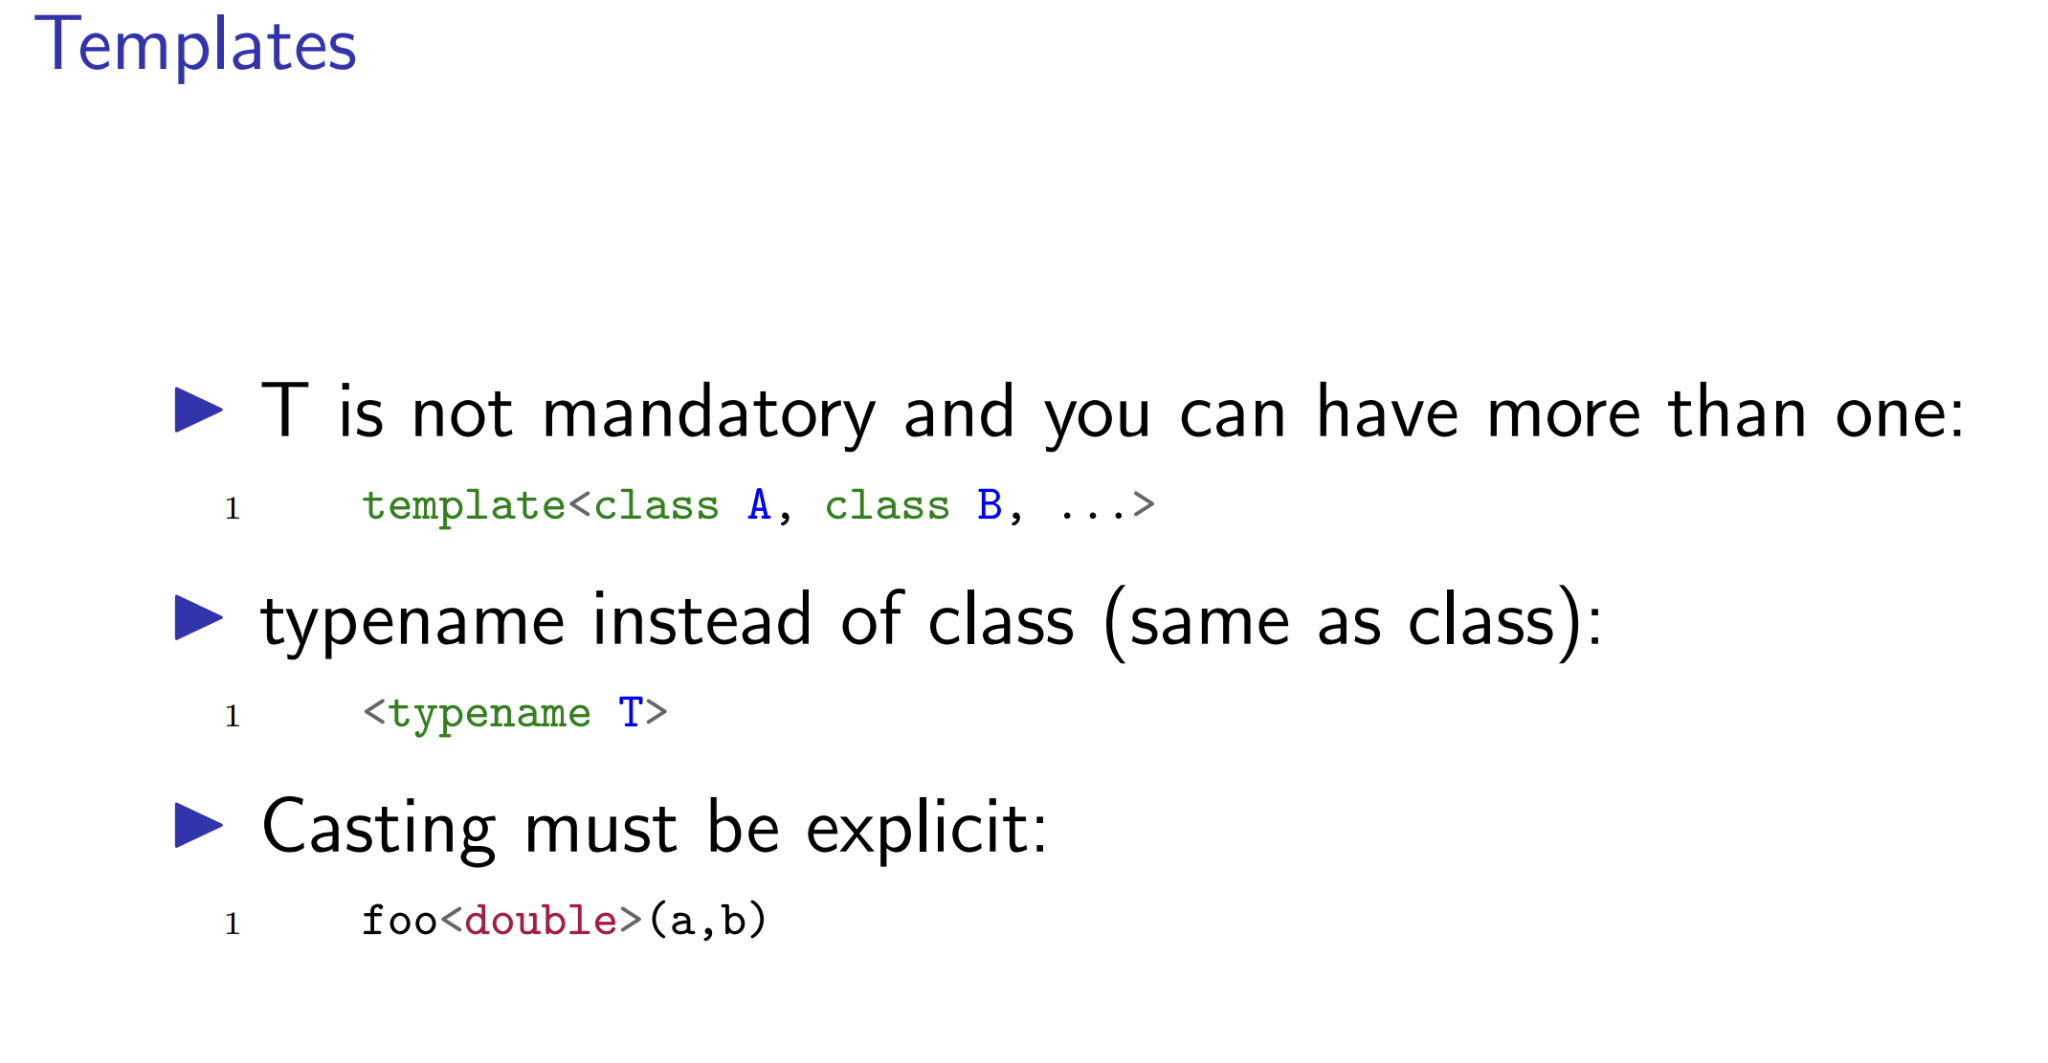 Templates
▶ T is not mandatory and you can have more than one:
1 template<class A, class B, ...>
▶ typename instead of class (same as class):
1 <typename T>
▶ Casting must be explicit:
1 foo<double>(a,b)